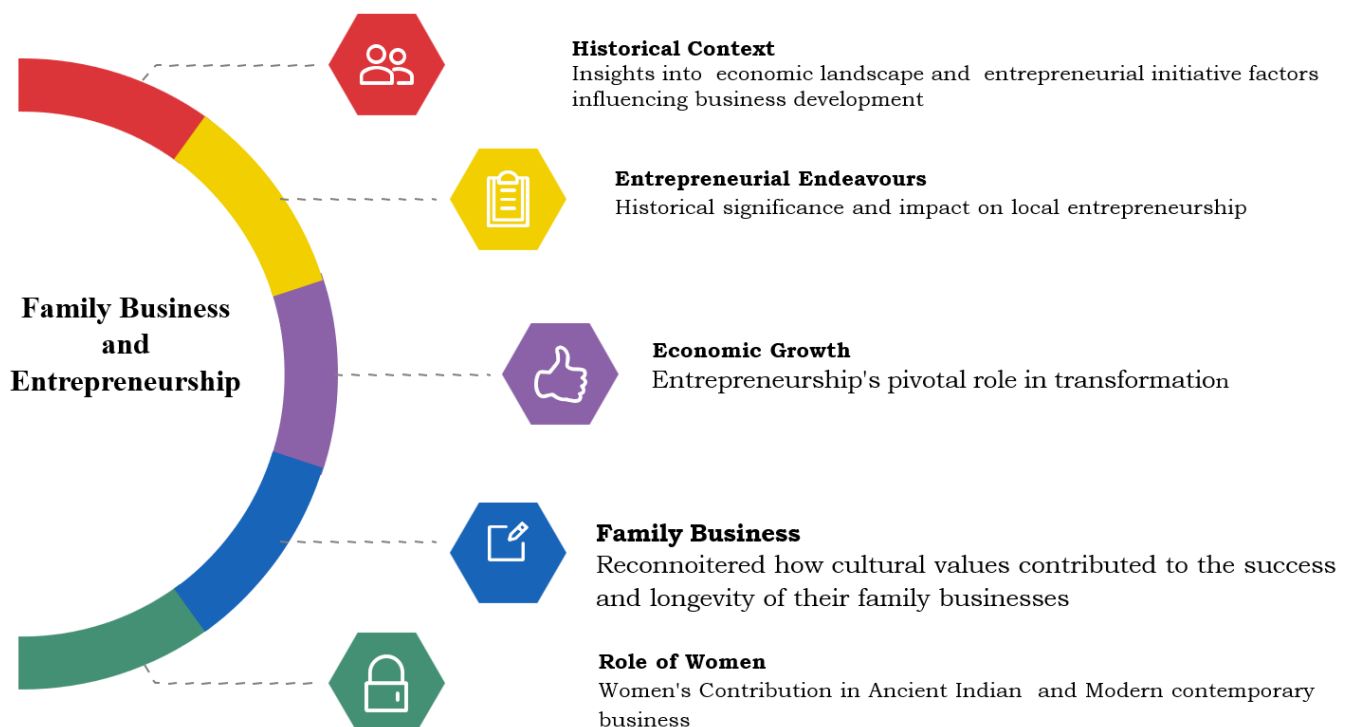 Historical Context
Insights into economic landscape and entrepreneurial initiative factors
influencing business development
Entrepreneurial Endeavours
Historical significance and impact on local entrepreneurship
Family Business
and
Entrepreneurship
Economic Growth
Entrepreneurship's pivotal role in transformation
Family Business
Reconnoitered how cultural values contributed to the success
and longevity of their family businesses
Role of Women
Women's Contribution in Ancient Indian and Modern contemporary
business